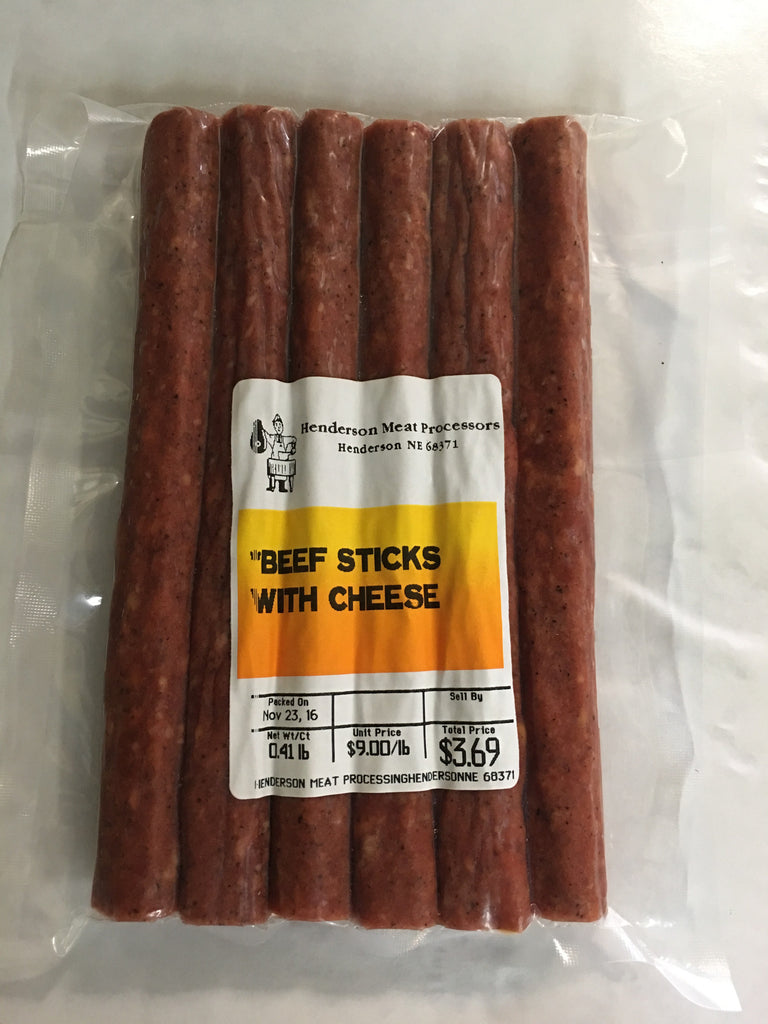 Henderson Meat Processors
Henderson NE 68371
BEEF STICKS
WITH CHEESE
Packed On
Nov 23, 16
Sell By
Net Wt/Ct
0.41 lb
Unit Price
$9.00/lb
Total Price
$3.69
HENDERSON MEAT PROCESSINGHENDERSONNE 68371